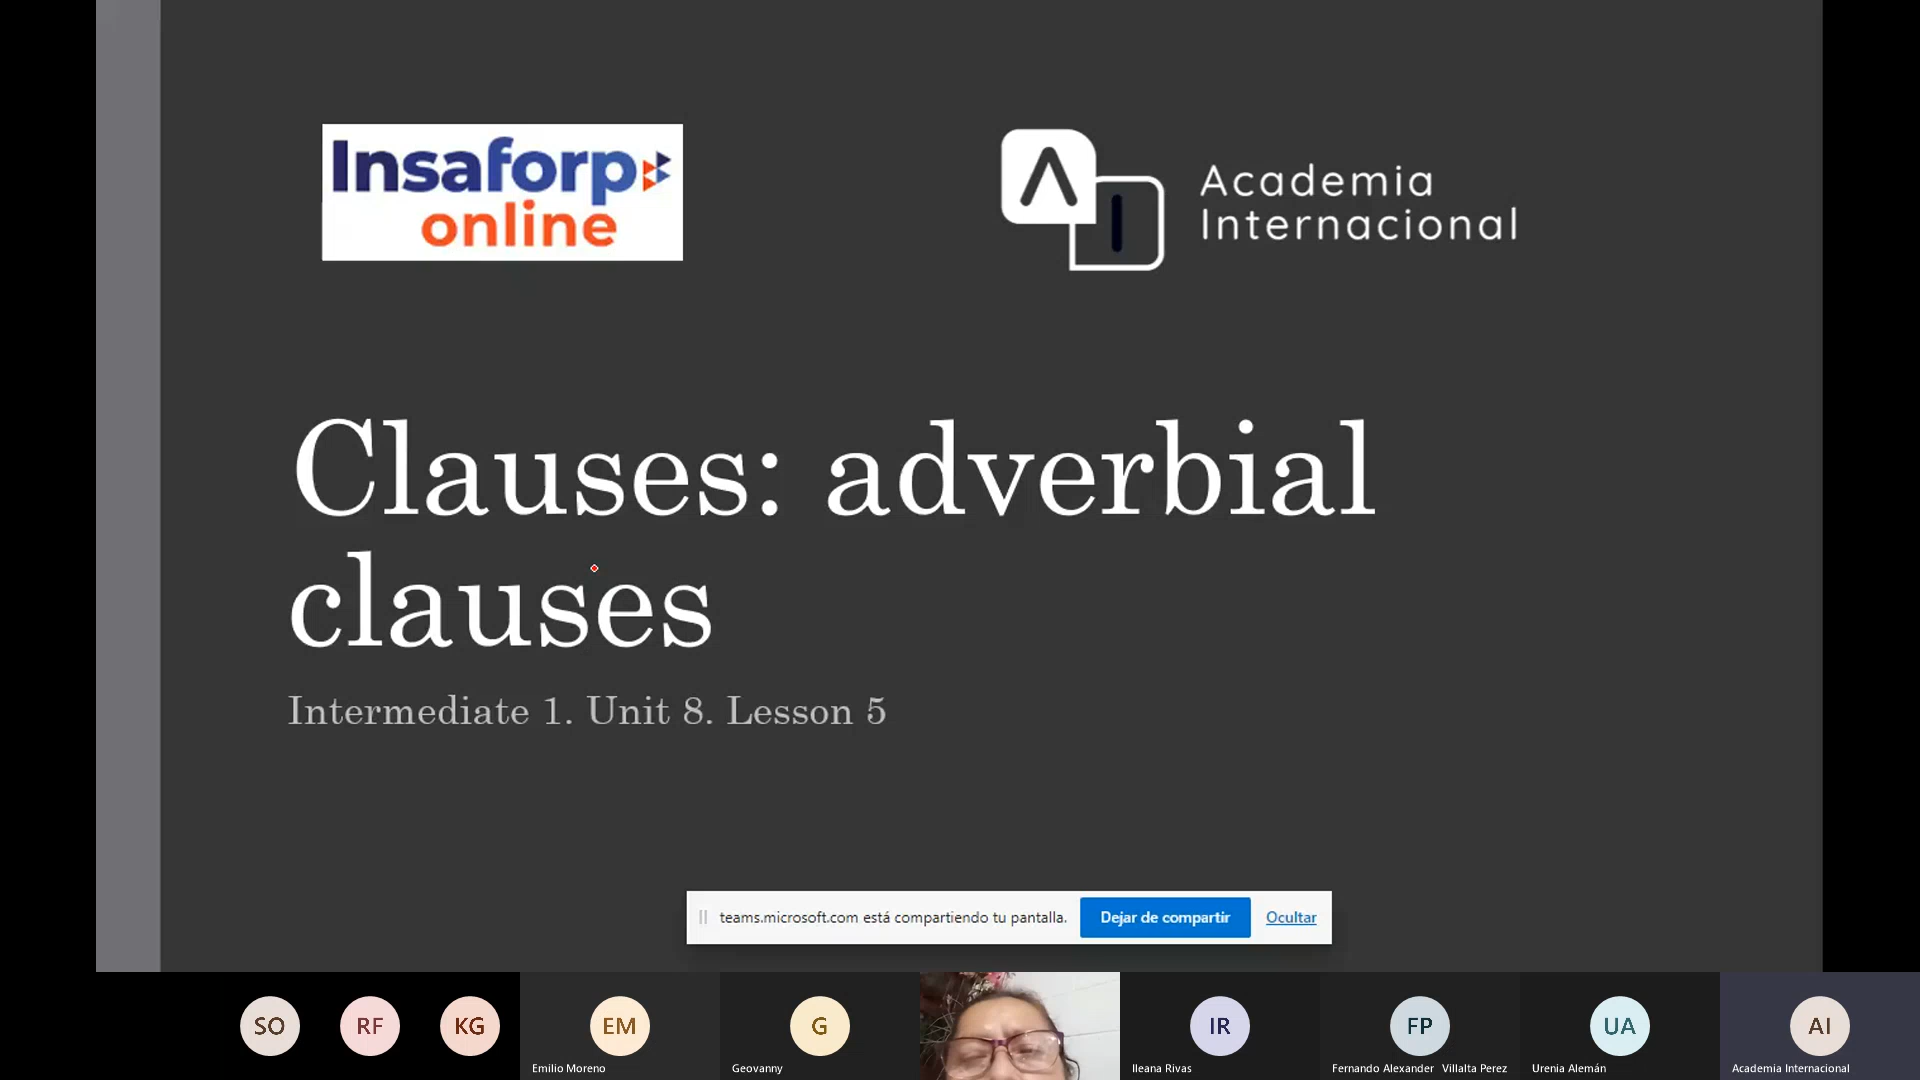 Insaforp
online
Academia
Internacional
Clauses: adverbial
clauses
Intermediate 1. Unit 8. Lesson 5
teams.microsoft.com está compartiendo tu pantalla. Dejar de compartir Ocultar
SO RF KG EM G IR FP UA AI
Emilio Moreno Geovanny Ileana Rivas Fernando Alexander Villalta Perez Urenia Alemán Academia Internacional